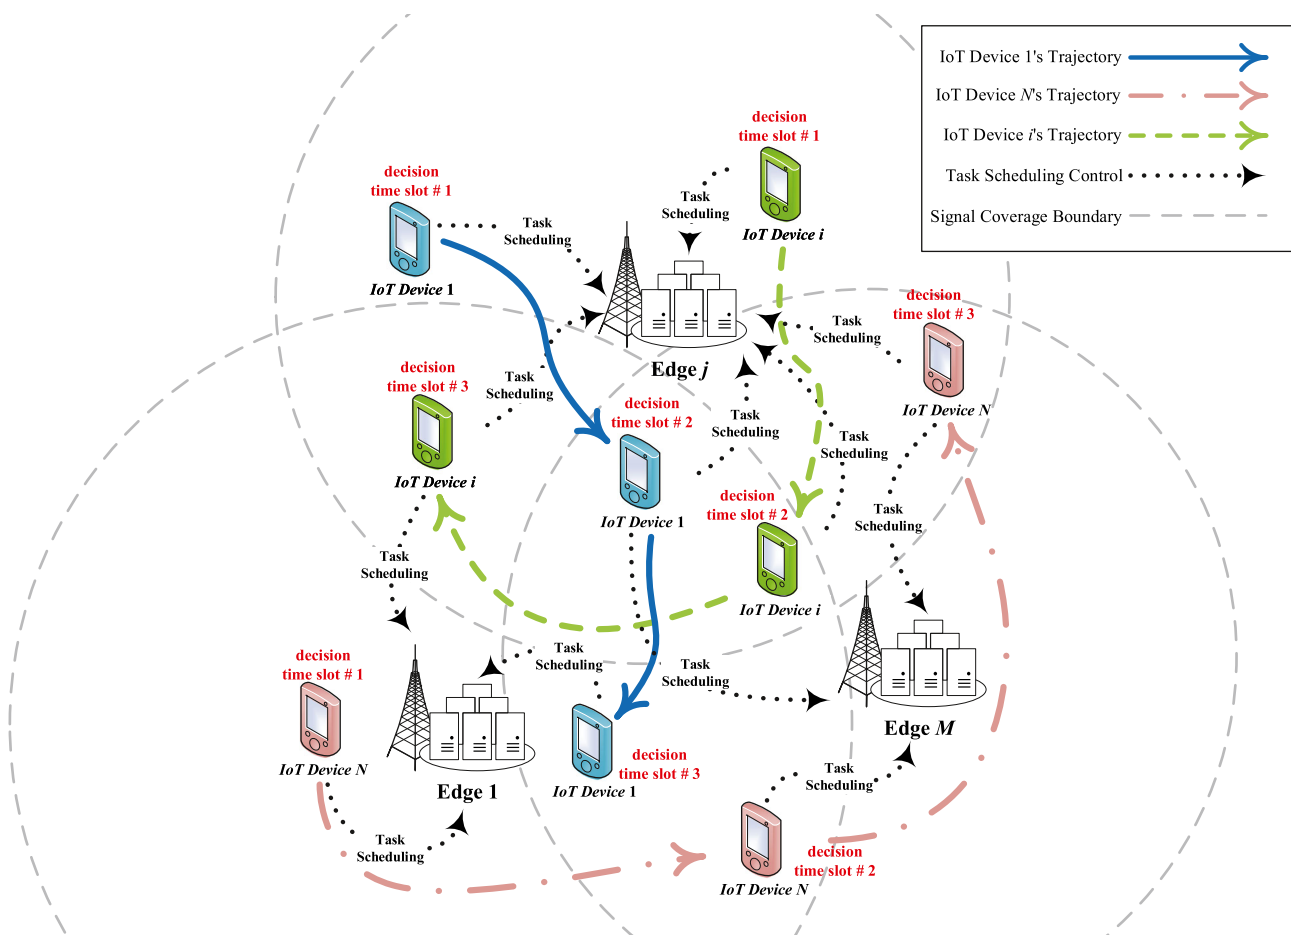 IoT Device 1's Trajectory
IoT Device N's Trajectory
IoT Device i's Trajectory
Task Scheduling Control
Signal Coverage Boundary
decision
time slot # 1
IoT Device i
Task
Scheduling
decision
time slot # 1
IoT Device 1
Task
Scheduling
Edge j
decision
time slot # 3
IoT Device N
Task
Scheduling
decision
time slot # 3
IoT Device i
Task
Scheduling
decision
time slot # 2
IoT Device 1
Task
Scheduling
Task
Scheduling
decision
time slot # 2
IoT Device i
Task
Scheduling
Task
Scheduling
Task
Scheduling
Task
Scheduling
decision
time slot # 1
IoT Device N
Edge 1
decision
time slot # 3
IoT Device 1
Edge M
Task
Scheduling
Task
Scheduling
decision
time slot # 2
IoT Device N